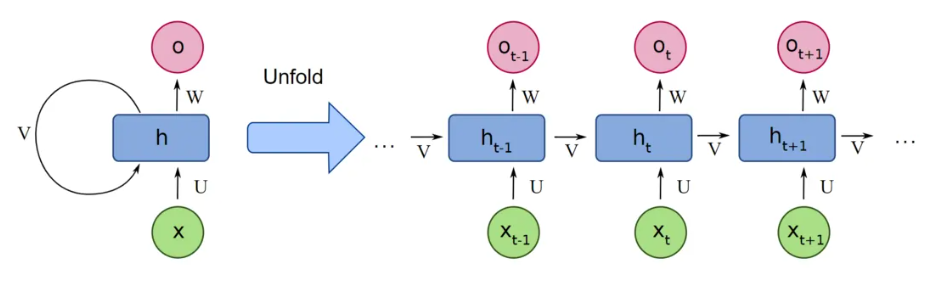 o
W
Unfold
V
h
U
x
o_{t-1} o_t o_{t+1}
W W W
... V h_{t-1} V h_t V h_{t+1} V ...
U U U
x_{t-1} x_t x_{t+1}